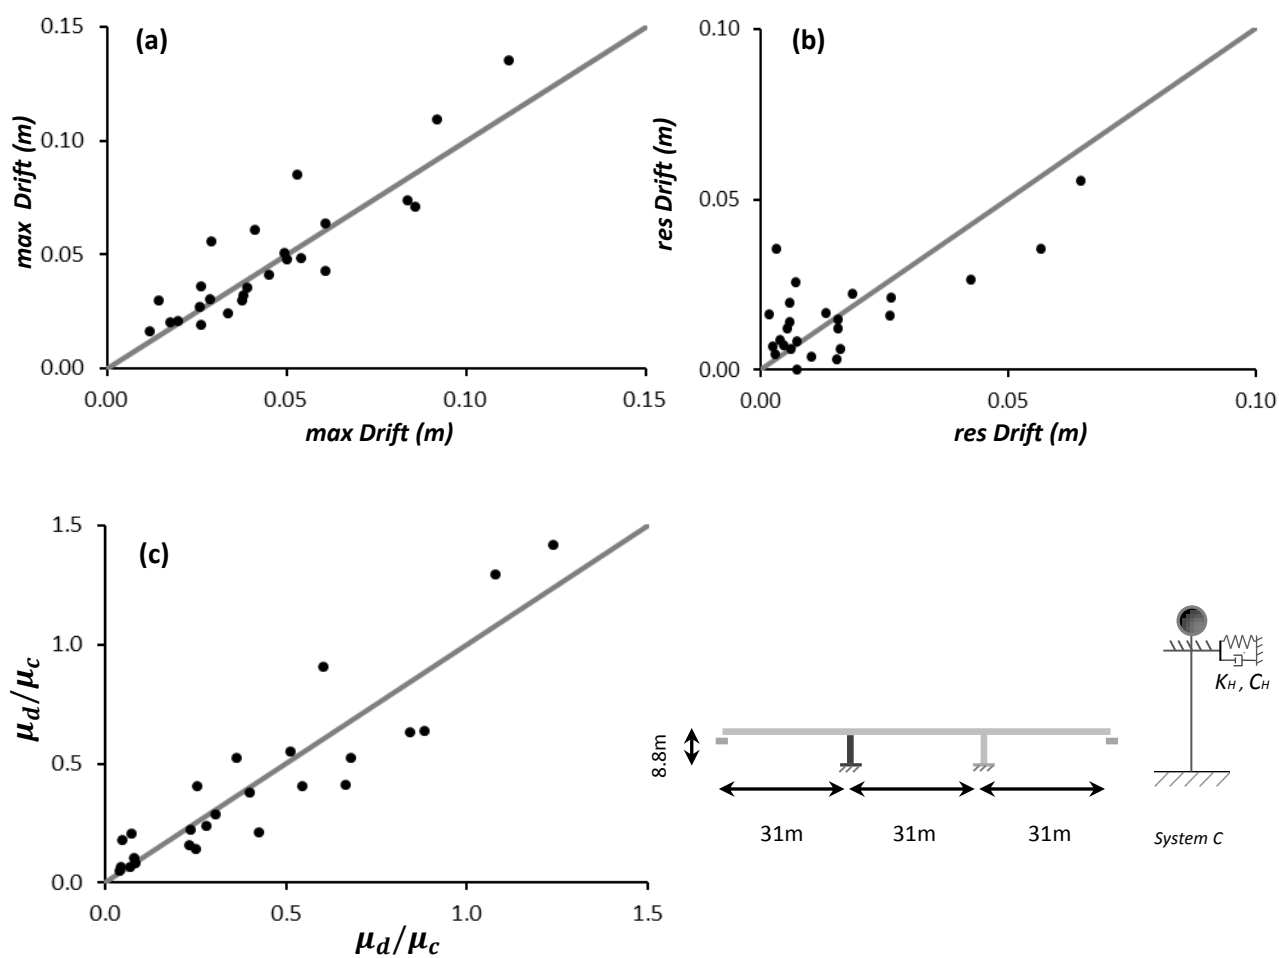 (a)
0.15
0.10
0.05
0.00
max Drift (m)
0.00 0.05 0.10 0.15
max Drift (m)
(b)
0.10
0.05
0.00
res Drift (m)
0.00 0.05 0.10
res Drift (m)
(c)
1.5
1.0
0.5
0.0
μd/μc
0.0 0.5 1.0 1.5
μd/μc
8.8m
31m 31m 31m
KH , CH
System C